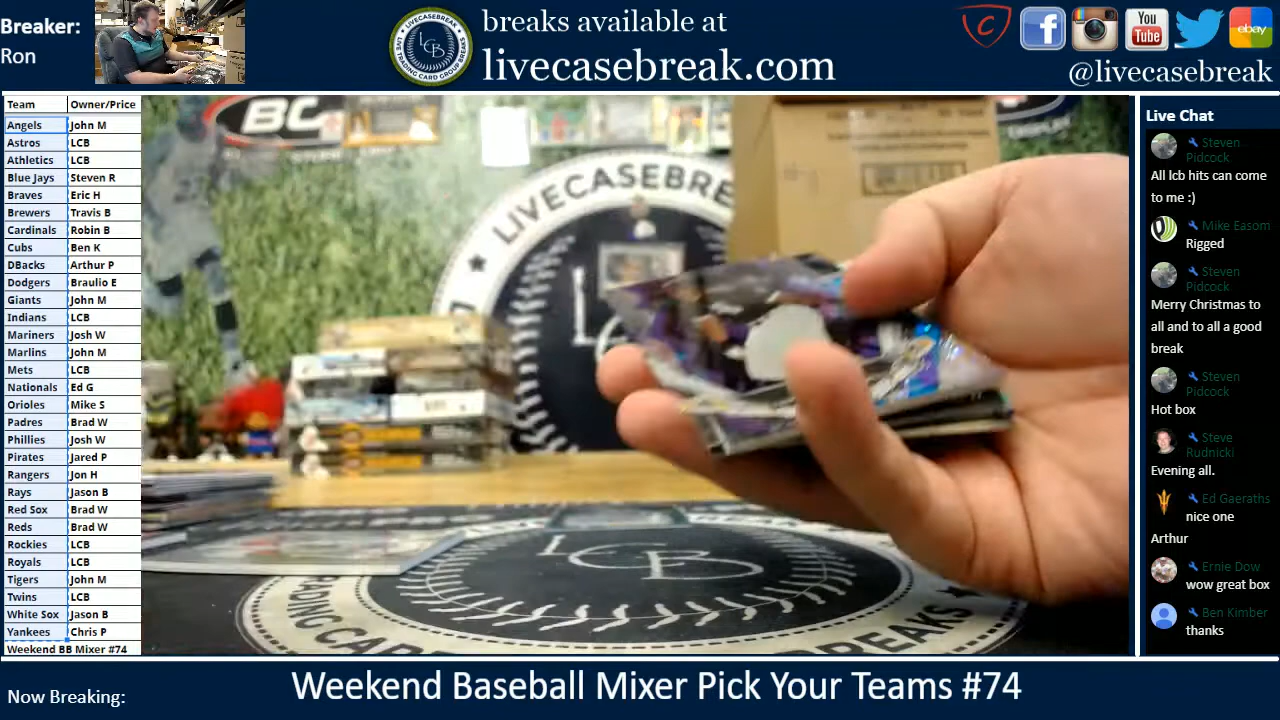 Breaker:
Ron
LCB
breaks available at
livecasebreak.com
You
Tube
ebay
@livecasebreak
Team Owner/Price
Angels John M
Astros LCB
Athletics LCB
Blue Jays Steven R
Braves Eric H
Brewers Travis B
Cardinals Robin B
Cubs Ben K
DBacks Arthur P
Dodgers Braulio E
Giants John M
Indians LCB
Mariners Josh W
Marlins John M
Mets LCB
Nationals Ed G
Orioles Mike S
Padres Brad W
Phillies Josh W
Pirates Jared P
Rangers Jon H
Rays Jason B
Red Sox Brad W
Reds Brad W
Rockies LCB
Royals LCB
Tigers John M
Twins LCB
White Sox Jason B
Yankees Chris P
Weekend BB Mixer #74
BC
LIVECASEBRE
LCB
Live Chat
Steven
Pidcock
All lcb hits can come
to me :)
Mike Easom
Rigged
Steven
Pidcock
Merry Christmas to
all and to all a good
break
Steven
Pidcock
Hot box
Steve
Rudnicki
Evening all.
Ed Gaeraths
nice one
Arthur
Ernie Dow
wow great box
Ben Kimber
thanks
Now Breaking:
Weekend Baseball Mixer Pick Your Teams #74